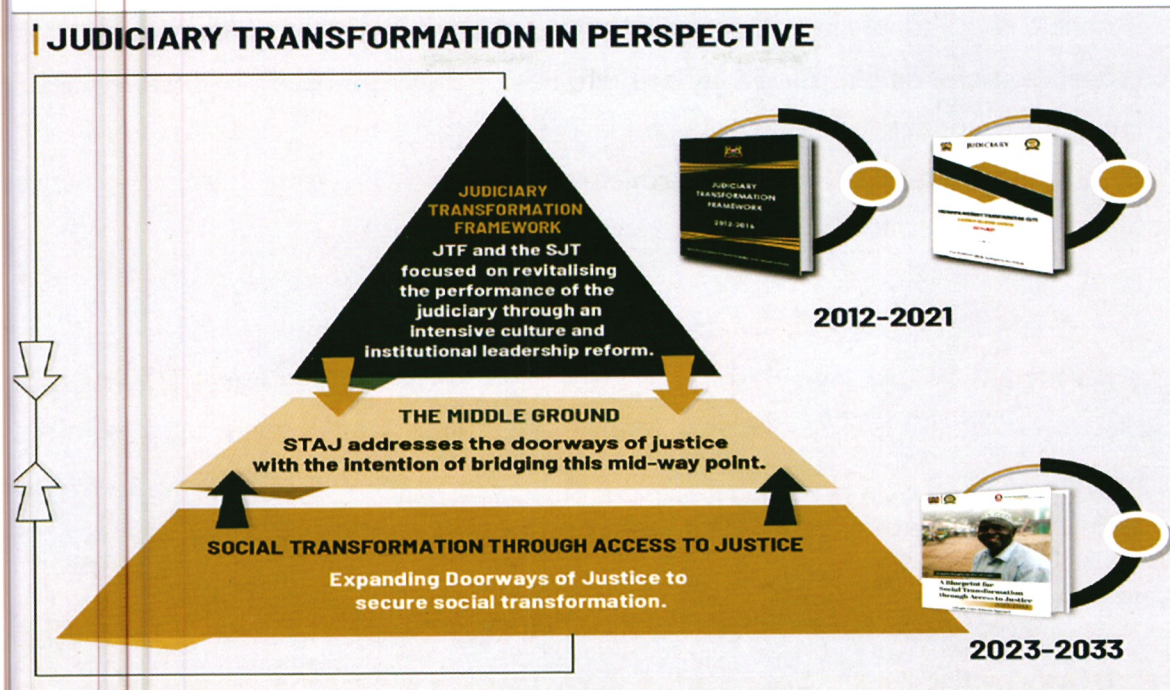 JUDICIARY TRANSFORMATION IN PERSPECTIVE
JUDICIARY
TRANSFORMATION
FRAMEWORK
JTF and the SJT
focused on revitalising
the performance of the
judiciary through an
intensive culture and
institutional leadership reform.
THE MIDDLE GROUND
STAJ addresses the doorways of justice
with the intention of bridging this mid-way point.
SOCIAL TRANSFORMATION THROUGH ACCESS TO JUSTICE
Expanding Doorways of Justice to
secure social transformation.
JUDICIARY
TRANSFORMATION
FRAMEWORK
2012-2016
JUDICIARY
2012-2021
A Blueprint for
Social Transformation
through Access to Justice
2023-2033